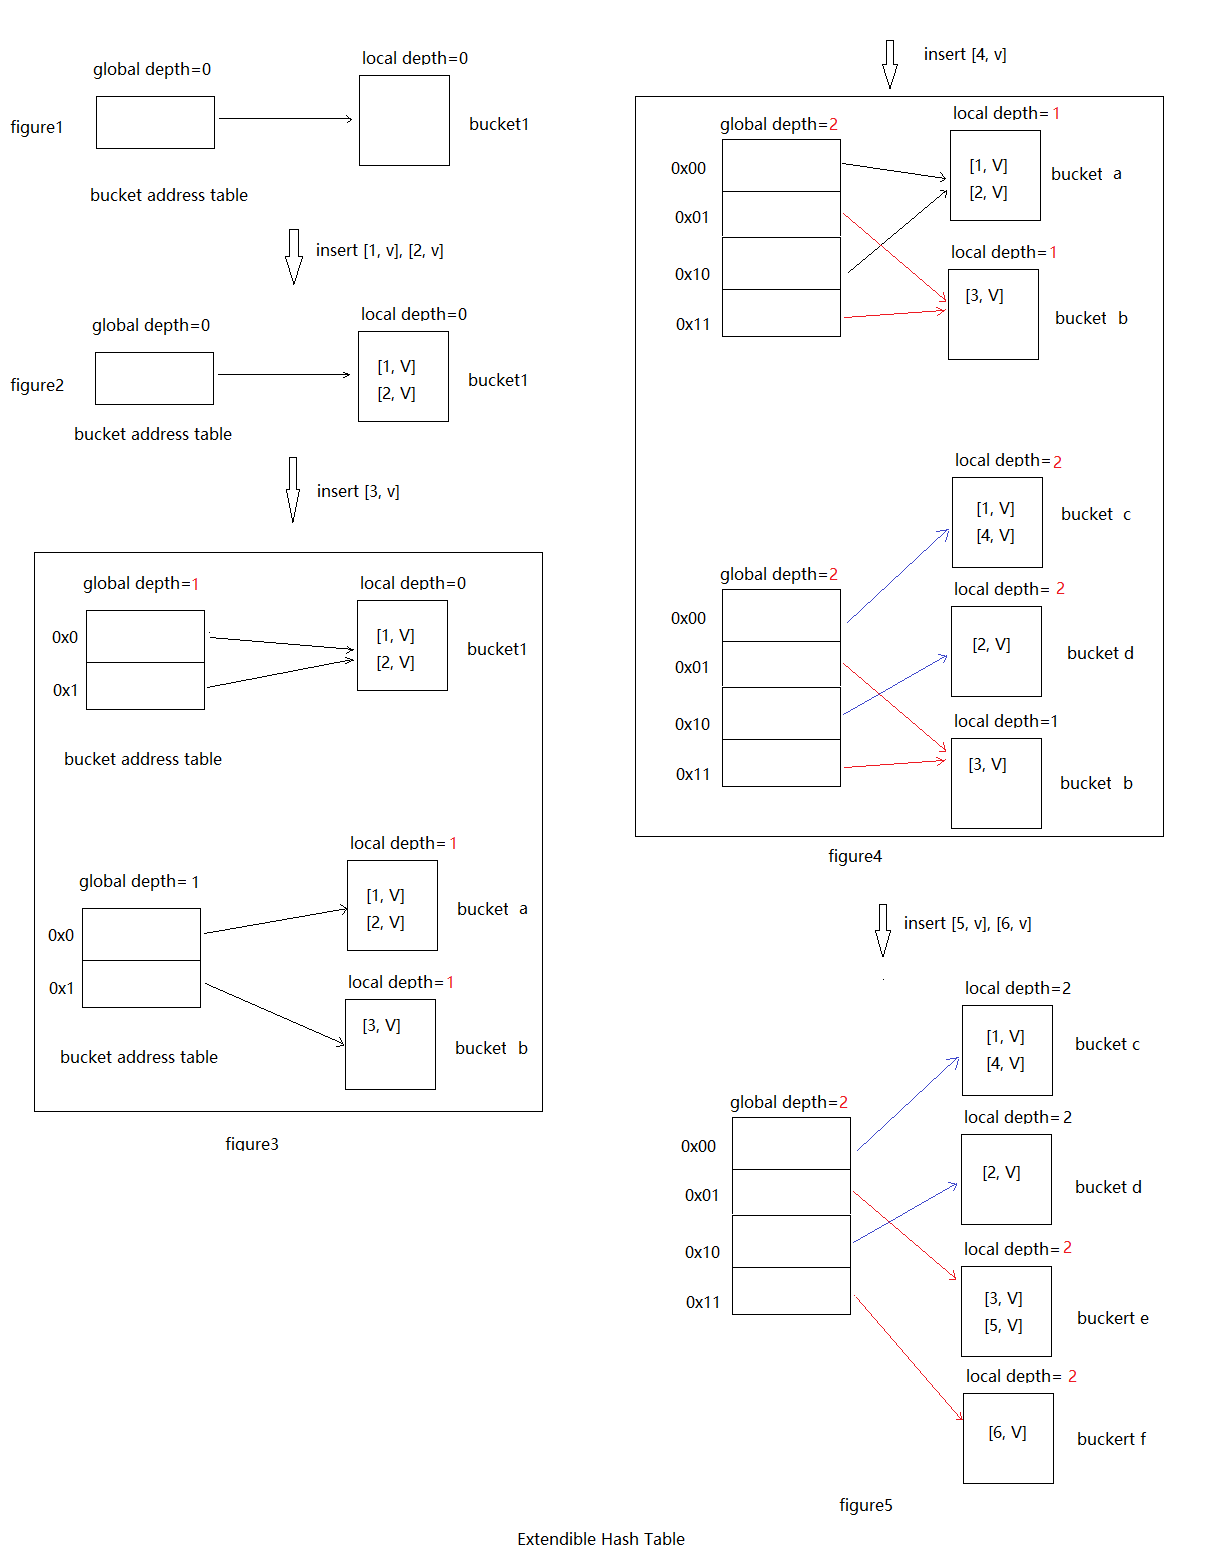 global depth=0
local depth=0
figure1
bucket1
bucket address table
insert [1, v], [2, v]
global depth=0
local depth=0
[1, V]
[2, V]
figure2
bucket1
bucket address table
insert [3, v]
global depth=1
local depth=0
0x0
0x1
[1, V]
[2, V]
bucket1
bucket address table
local depth= 1
global depth= 1
0x0
0x1
[1, V]
[2, V]
bucket a
local depth=1
[3, V]
bucket b
bucket address table
figure3
insert [4, v]
local depth= 1
global depth=2
0x00
0x01
0x10
0x11
[1, V]
[2, V]
bucket a
local depth=1
[3, V]
bucket b
local depth=2
[1, V]
[4, V]
bucket c
global depth=2
0x00
0x01
0x10
0x11
local depth= 2
[2, V]
bucket d
local depth=1
[3, V]
bucket b
figure4
insert [5, v], [6, v]
local depth=2
[1, V]
[4, V]
bucket c
global depth=2
0x00
0x01
0x10
0x11
local depth=2
[2, V]
bucket d
local depth=2
[3, V]
[5, V]
buckert e
local depth= 2
[6, V]
buckert f
figure5
Extendible Hash Table